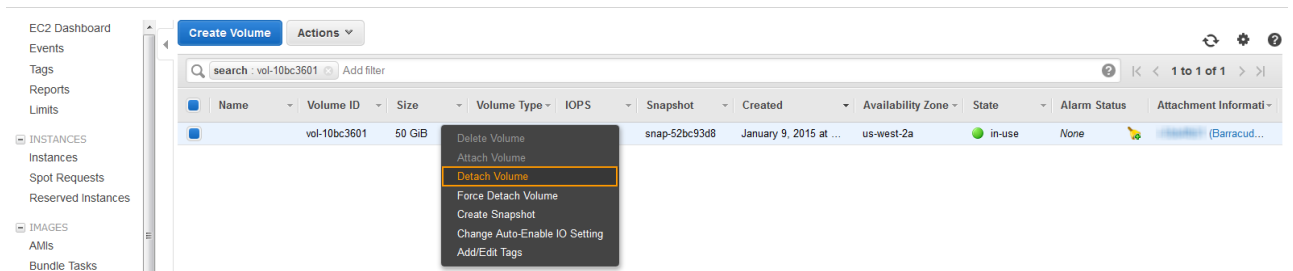 EC2 Dashboard
Events
Tags
Reports
Limits
INSTANCES
Instances
Spot Requests
Reserved Instances
IMAGES
AMIs
Bundle Tasks
Create Volume Actions
search : vol-10bc3601 Add filter 1 to 1 of 1
Name Volume ID Size Volume Type IOPS Snapshot Created Availability Zone State Alarm Status Attachment Informati
vol-10bc3601 50 GiB snap-52bc93d8 January 9, 2015 at ... us-west-2a in-use None (Barracud...
Delete Volume
Attach Volume
Detach Volume
Force Detach Volume
Create Snapshot
Change Auto-Enable IO Setting
Add/Edit Tags